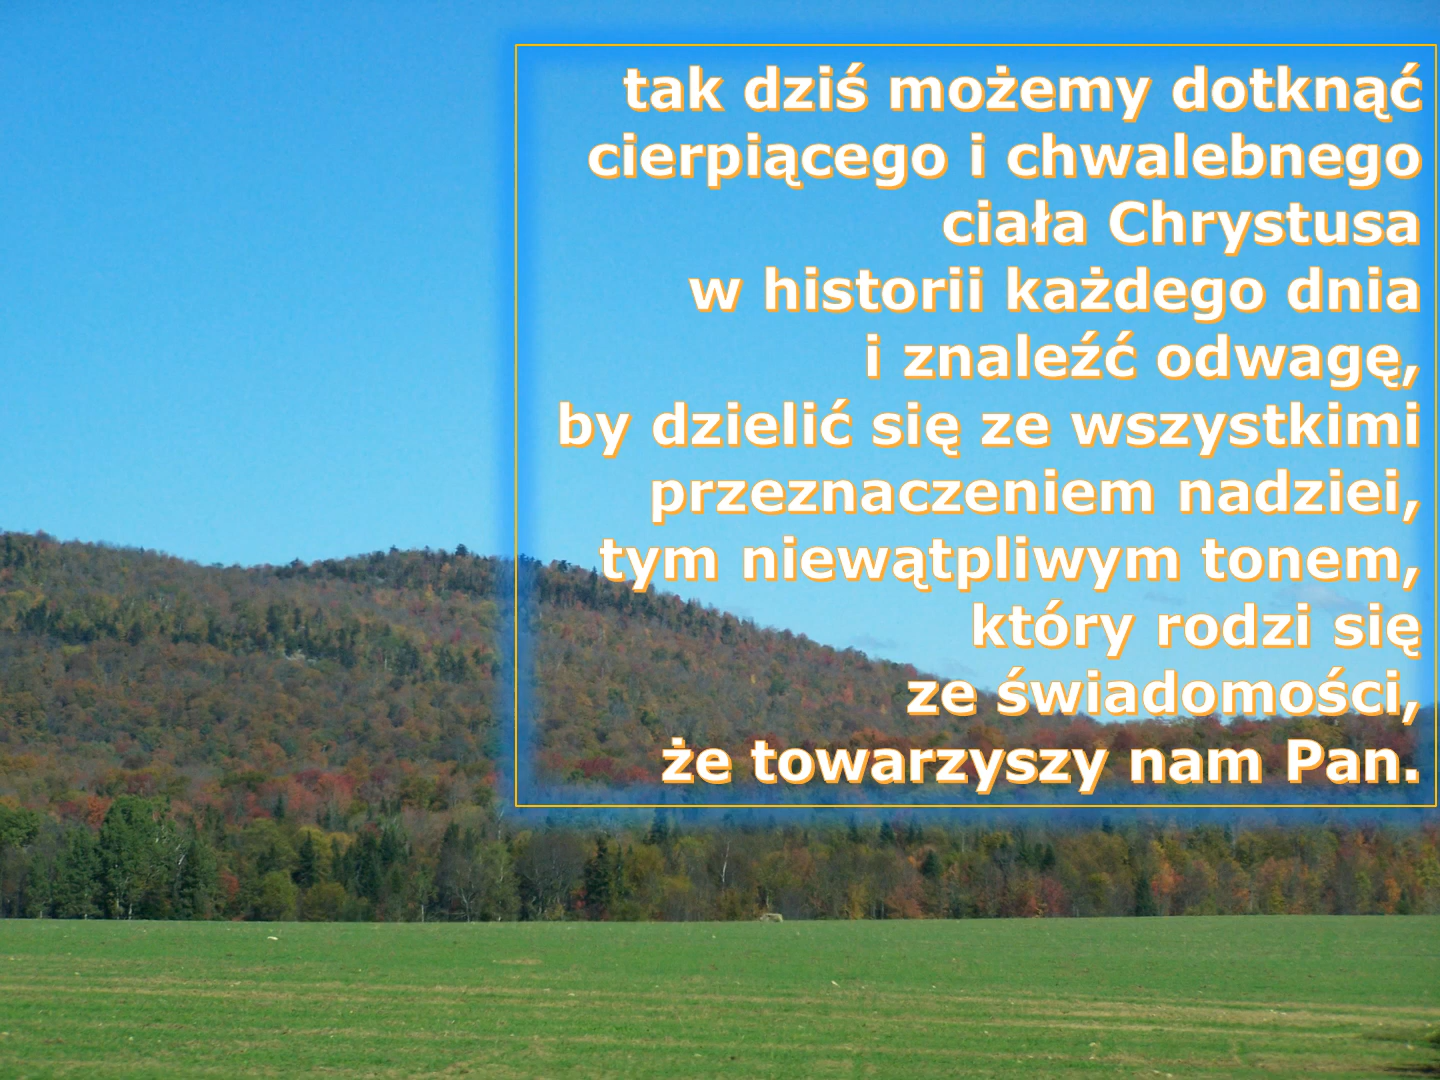 tak dziś możemy dotknąć
cierpiącego i chwalebnego
ciała Chrystusa
w historii każdego dnia
i znaleźć odwagę,
by dzielić się ze wszystkimi
przeznaczeniem nadziei,
tym niewątpliwym tonem,
który rodzi się
ze świadomości,
że towarzyszy nam Pan.